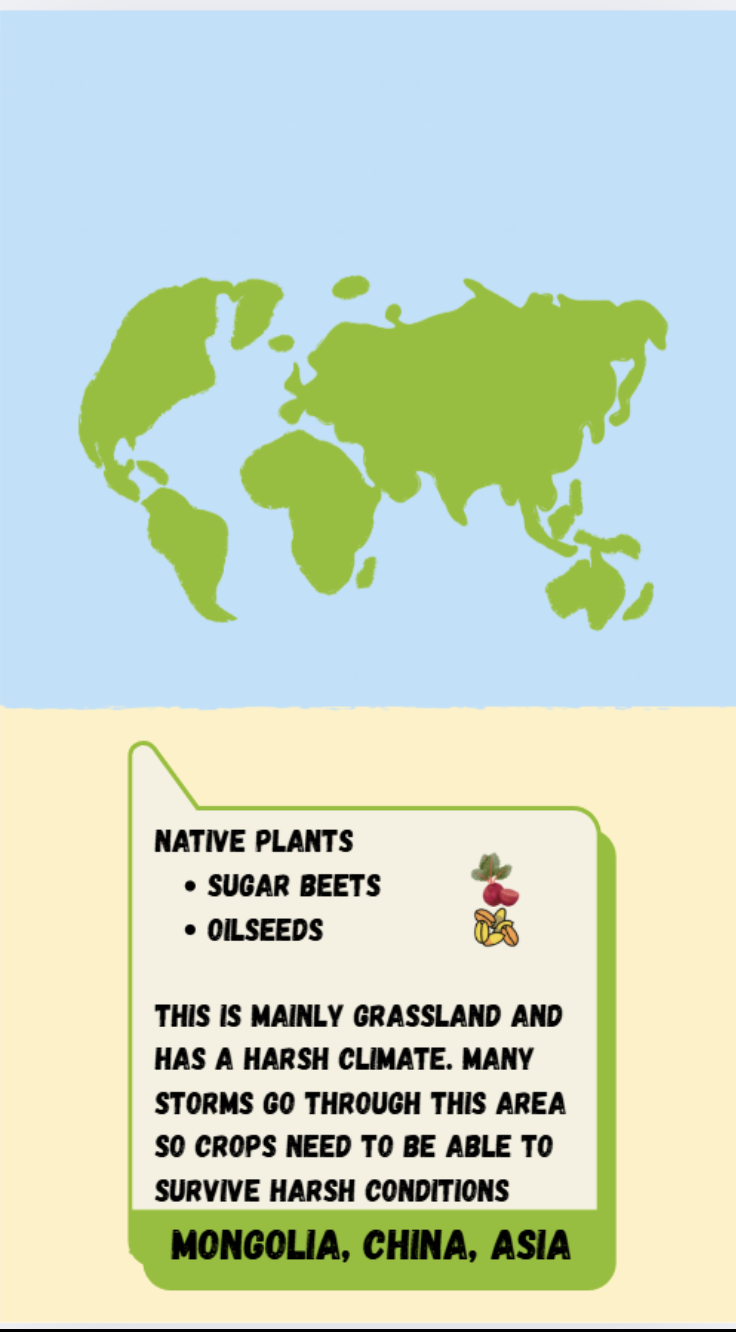 NATIVE PLANTS
• SUGAR BEETS
• OILSEEDS
THIS IS MAINLY GRASSLAND AND
HAS A HARSH CLIMATE. MANY
STORMS GO THROUGH THIS AREA
SO CROPS NEED TO BE ABLE TO
SURVIVE HARSH CONDITIONS
MONGOLIA, CHINA, ASIA